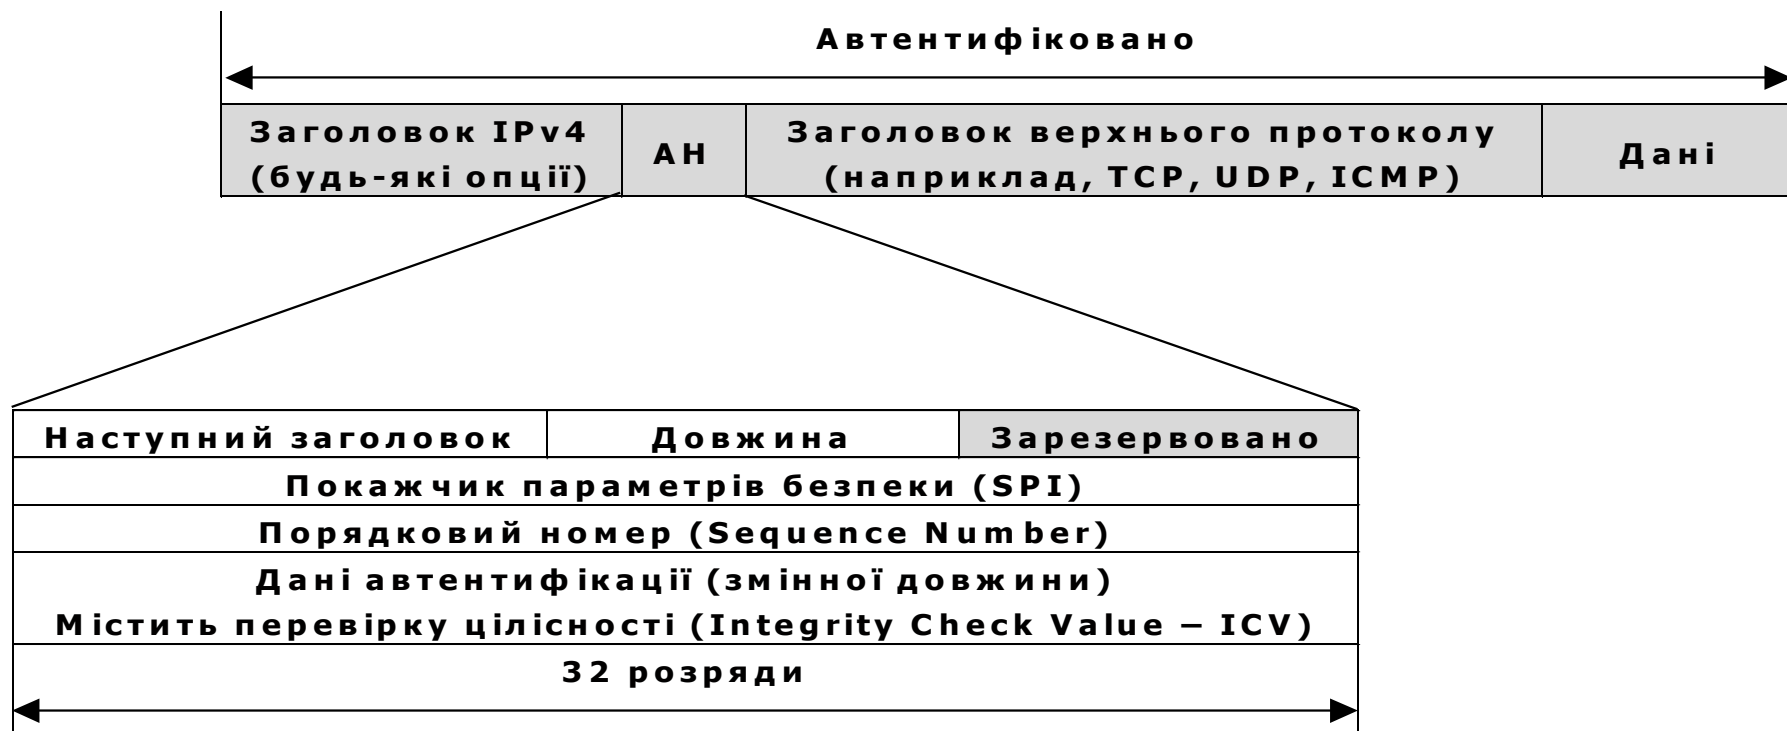 Автентифіковано
Заголовок IPv4
(будь-які опції)
АН
Заголовок верхнього протоколу
(наприклад, TCP, UDP, ICMP)
Дані
Наступний заголовок
Довжина
Зарезервовано
Покажчик параметрів безпеки (SPI)
Порядковий номер (Sequence Number)
Дані автентифікації (змінної довжини)
Містить перевірку цілісності (Integrity Check Value – ICV)
32 розряди